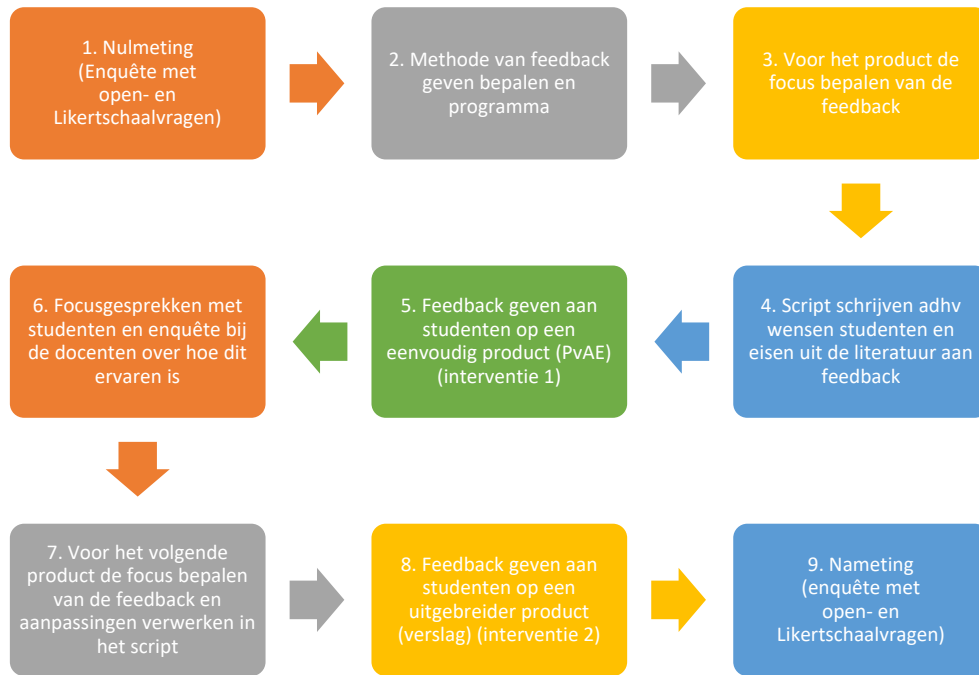 1. Nulmeting
(Enquête met
open- en
Likertschaalvragen)
2. Methode van feedback
geven bepalen en
programma
3. Voor het product de
focus bepalen van de
feedback
4. Script schrijven adhv
wensen studenten en
eisen uit de literatuur aan
feedback
5. Feedback geven aan
studenten op een
eenvoudig product (PvAE)
(interventie 1)
6. Focusgesprekken met
studenten en enquête bij
de docenten over hoe dit
ervaren is
7. Voor het volgende
product de focus bepalen
van de feedback en
aanpassingen verwerken in
het script
8. Feedback geven aan
studenten op een
uitgebreider product
(verslag) (interventie 2)
9. Nameting
(enquête met
open- en
Likertschaalvragen)